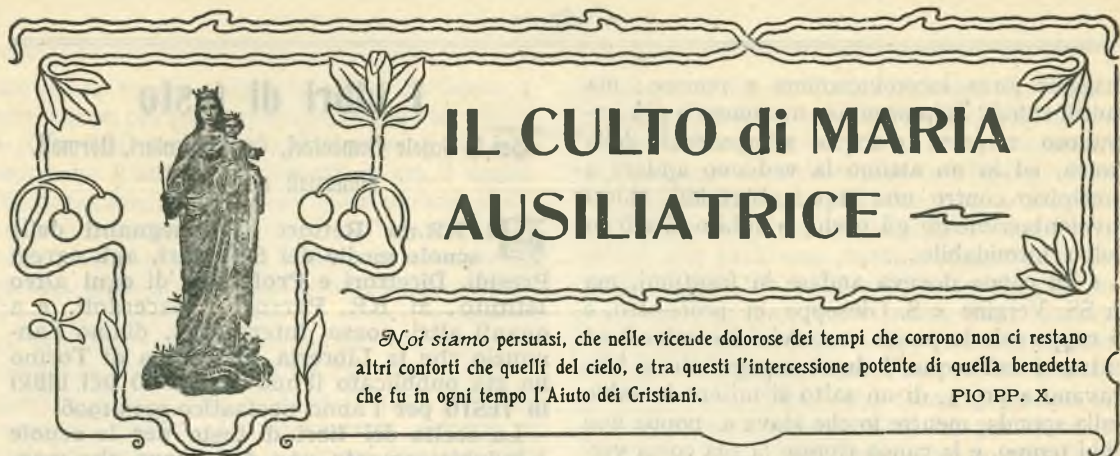 IL CULTO di MARIA
AUSILIATRICE
Noi siamo persuasi, che nelle vicende dolorose dei tempi che corrono non ci restano
altri conforti che quelli del cielo, e tra questi l'intercessione potente di quella benedetta
che fu in ogni tempo l'Aiuto dei Cristiani. PIO PP. X.